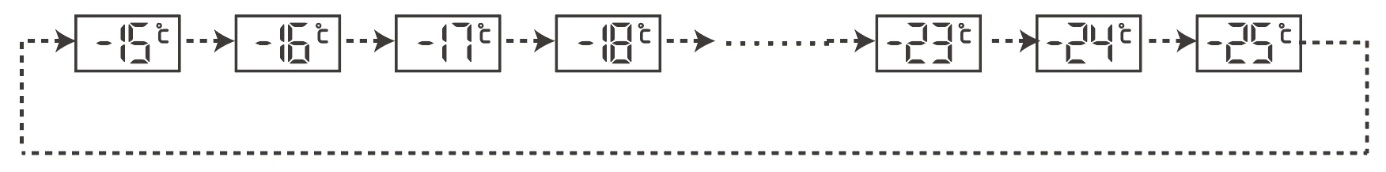 -15℃ -16℃ -17℃ -18℃ ........ -23℃ -24℃ -25℃